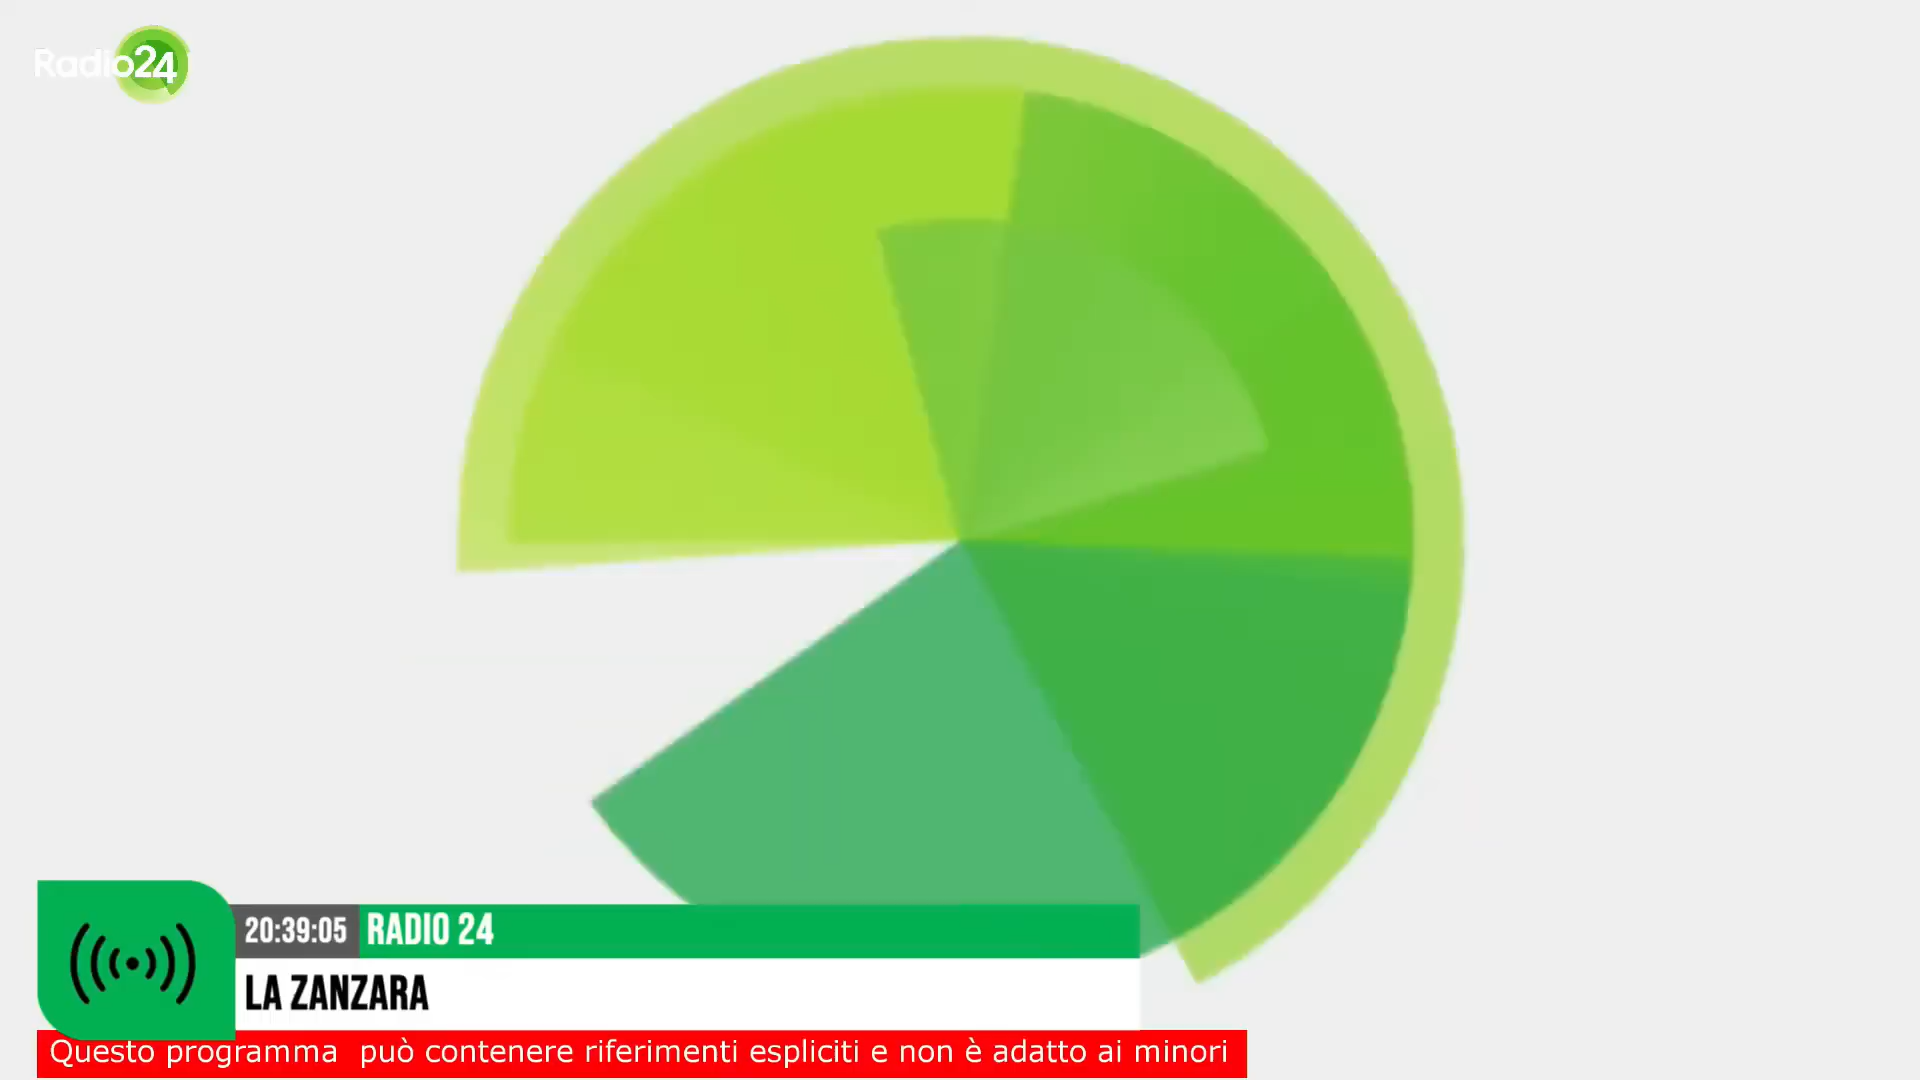 Radio24
20:39:05 RADIO 24
LA ZANZARA
Questo programma  può contenere riferimenti espliciti e non è adatto ai minori